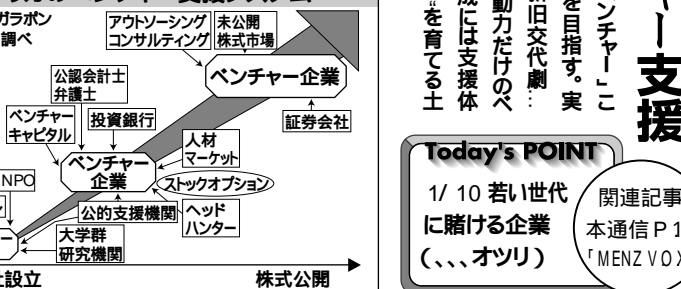 ガラポン
調べ
アウトソーシング
コンサルティング
未公開
株式市場
公認会計士
弁護士
ベンチャー企業
ベンチャー
キャピタル
投資銀行
証券会社
人材
マーケット
ベンチャー
企業
NPO
ストックオプション
公的支援機関
ヘッド
ハンター
大学群
研究機関
設立
株式公開
ャー支援
ンチャー」こ
を目指す。実
旧交代劇…
動力だけのベ
成には支援体
“を育てる土
Today's POINT
1/ 10 若い世代
に賭ける企業
(、、、オツリ)
関連記事
本通信P1
「MENZ VOX